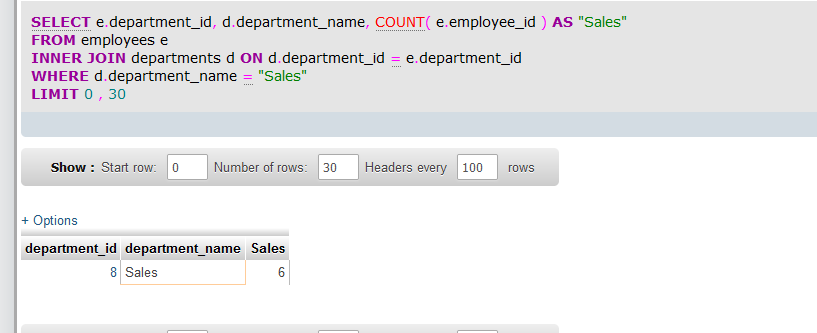 SELECT e.department_id, d.department_name, COUNT( e.employee_id ) AS "Sales"
FROM employees e
INNER JOIN departments d ON d.department_id = e.department_id
WHERE d.department_name = "Sales"
LIMIT 0 , 30
Show : Start row: 0 Number of rows: 30 Headers every 100 rows
+ Options
department_id department_name Sales
8 Sales 6